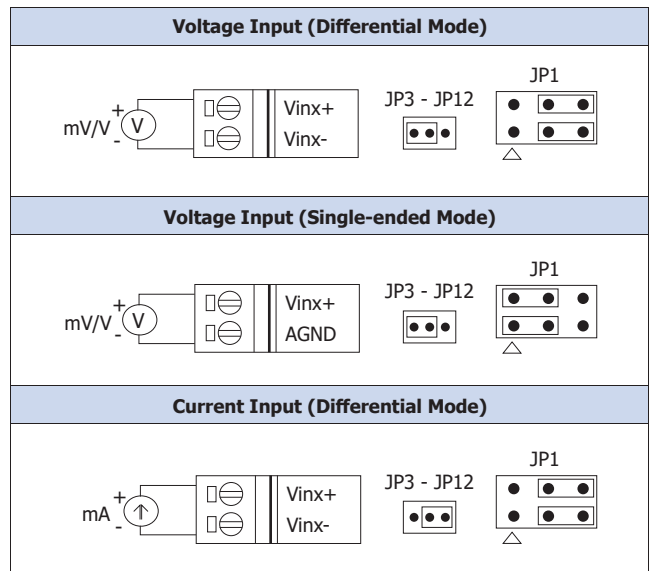 Voltage Input (Differential Mode)
JP1
JP3 - JP12
+
mV/V
V
-
Vinx+
Vinx-
Voltage Input (Single-ended Mode)
JP1
JP3 - JP12
+
mV/V
V
-
Vinx+
AGND
Current Input (Differential Mode)
JP1
JP3 - JP12
+
mA
-
Vinx+
Vinx-